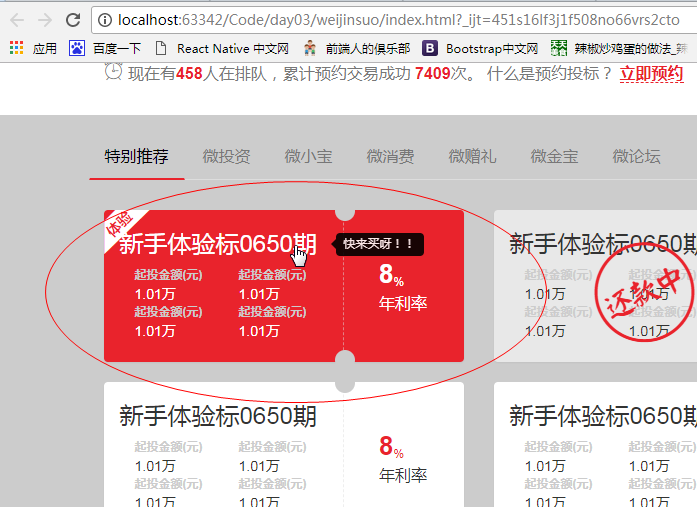 localhost:63342/Code/day03/weijinsuo/index.html?_ijt=451s16lf3j1f508no66vrs2cto
应用 百度一下 React Native 中文网 前端人的俱乐部 Bootstrap中文网 辣椒炒鸡蛋的做法_辣
现在有458人在排队，累计预约交易成功 7409次。 什么是预约投标？ 立即预约
特别推荐 微投资 微小宝 微消费 微赠礼 微金宝 微论坛
体验
新手体验标0650期
快来买呀！！
起投金额(元) 起投金额(元)
1.01万 1.01万
起投金额(元) 起投金额(元)
1.01万 1.01万
8%
年利率
新手体验标0650期
起投金额(元) 起投金额(元)
1.01万 1.01万
起投金额(元) 起投金额(元)
1.01万 1.01万
还款中
新手体验标0650期
起投金额(元) 起投金额(元)
1.01万 1.01万
起投金额(元) 起投金额(元)
1.01万 1.01万
8%
年利率
新手体验标0650期
起投金额(元) 起投金额(元)
1.01万 1.01万
起投金额(元) 起投金额(元)
1.01万 1.01万